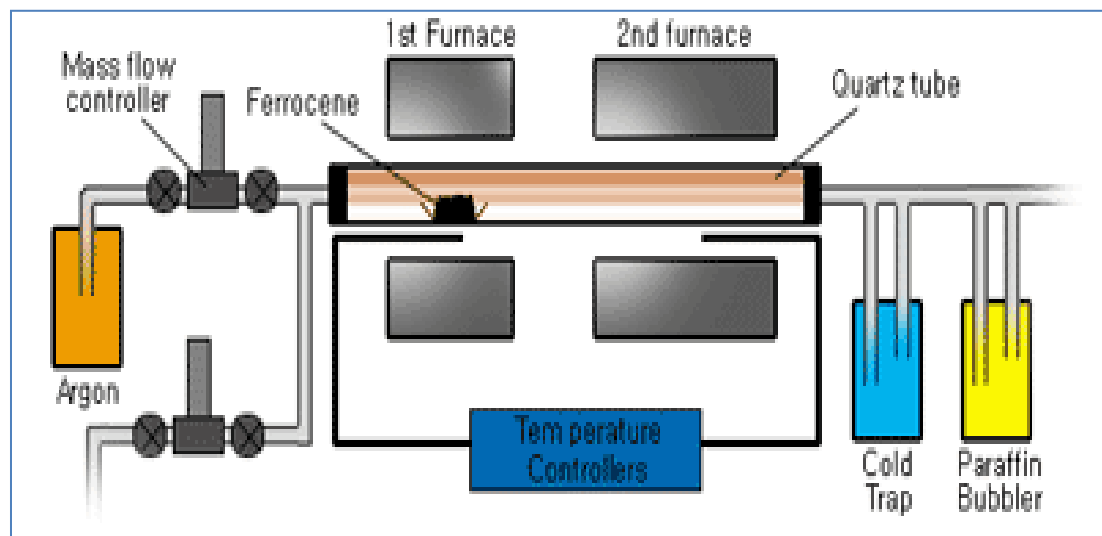 1st Furnace
2nd furnace
Mass flow
controller
Ferrocene
Quartz tube
Argon
Tem perature
Controllers
Cold
Trap
Paraffin
Bubbler